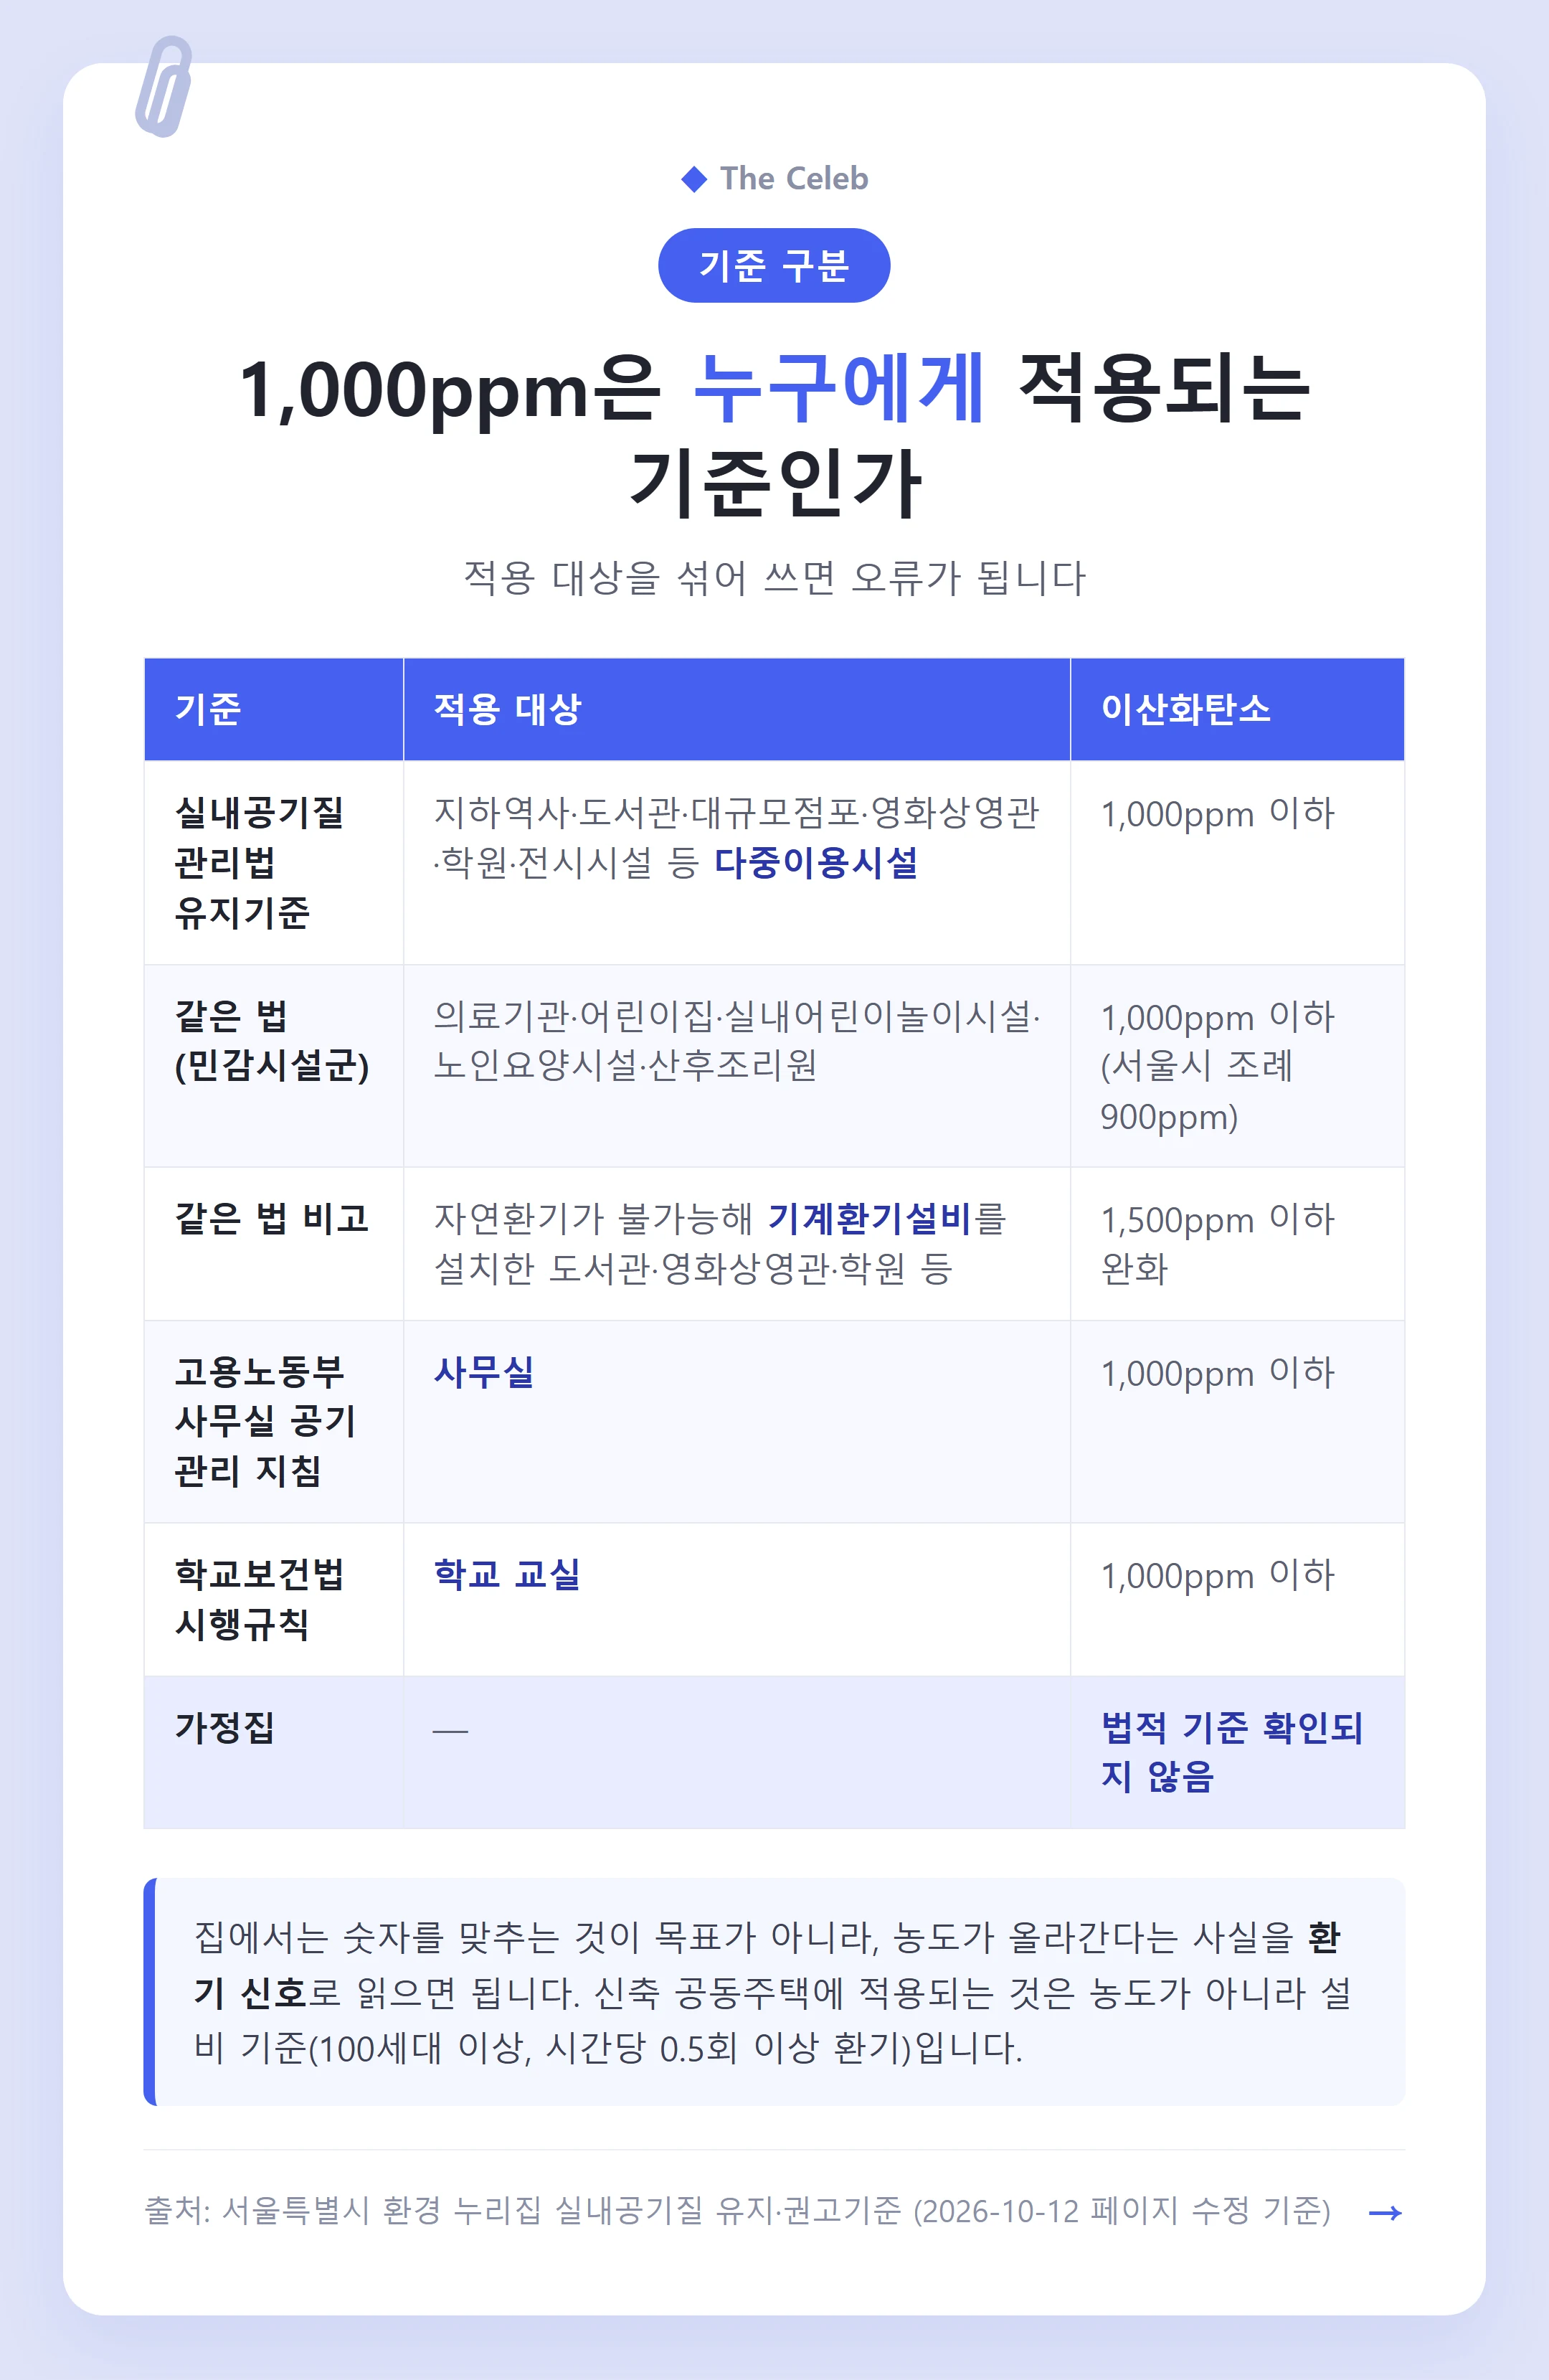 The Celeb
기준 구분
1,000ppm은 누구에게 적용되는
기준인가
적용 대상을 섞어 쓰면 오류가 됩니다
기준
적용 대상
이산화탄소
실내공기질
관리법
유지기준
지하역사·도서관·대규모점포·영화상영관
·학원·전시시설 등 다중이용시설
1,000ppm 이하
같은 법
(민감시설군)
의료기관·어린이집·실내어린이놀이시설·
노인요양시설·산후조리원
1,000ppm 이하
(서울시 조례
900ppm)
같은 법 비고
자연환기가 불가능해 기계환기설비를
설치한 도서관·영화상영관·학원 등
1,500ppm 이하
완화
고용노동부
사무실 공기
관리 지침
사무실
1,000ppm 이하
학교보건법
시행규칙
학교 교실
1,000ppm 이하
가정집
—
법적 기준 확인되
지 않음
집에서는 숫자를 맞추는 것이 목표가 아니라, 농도가 올라간다는 사실을 환
기 신호로 읽으면 됩니다. 신축 공동주택에 적용되는 것은 농도가 아니라 설
비 기준(100세대 이상, 시간당 0.5회 이상 환기)입니다.
출처: 서울특별시 환경 누리집 실내공기질 유지·권고기준 (2026-10-12 페이지 수정 기준) →